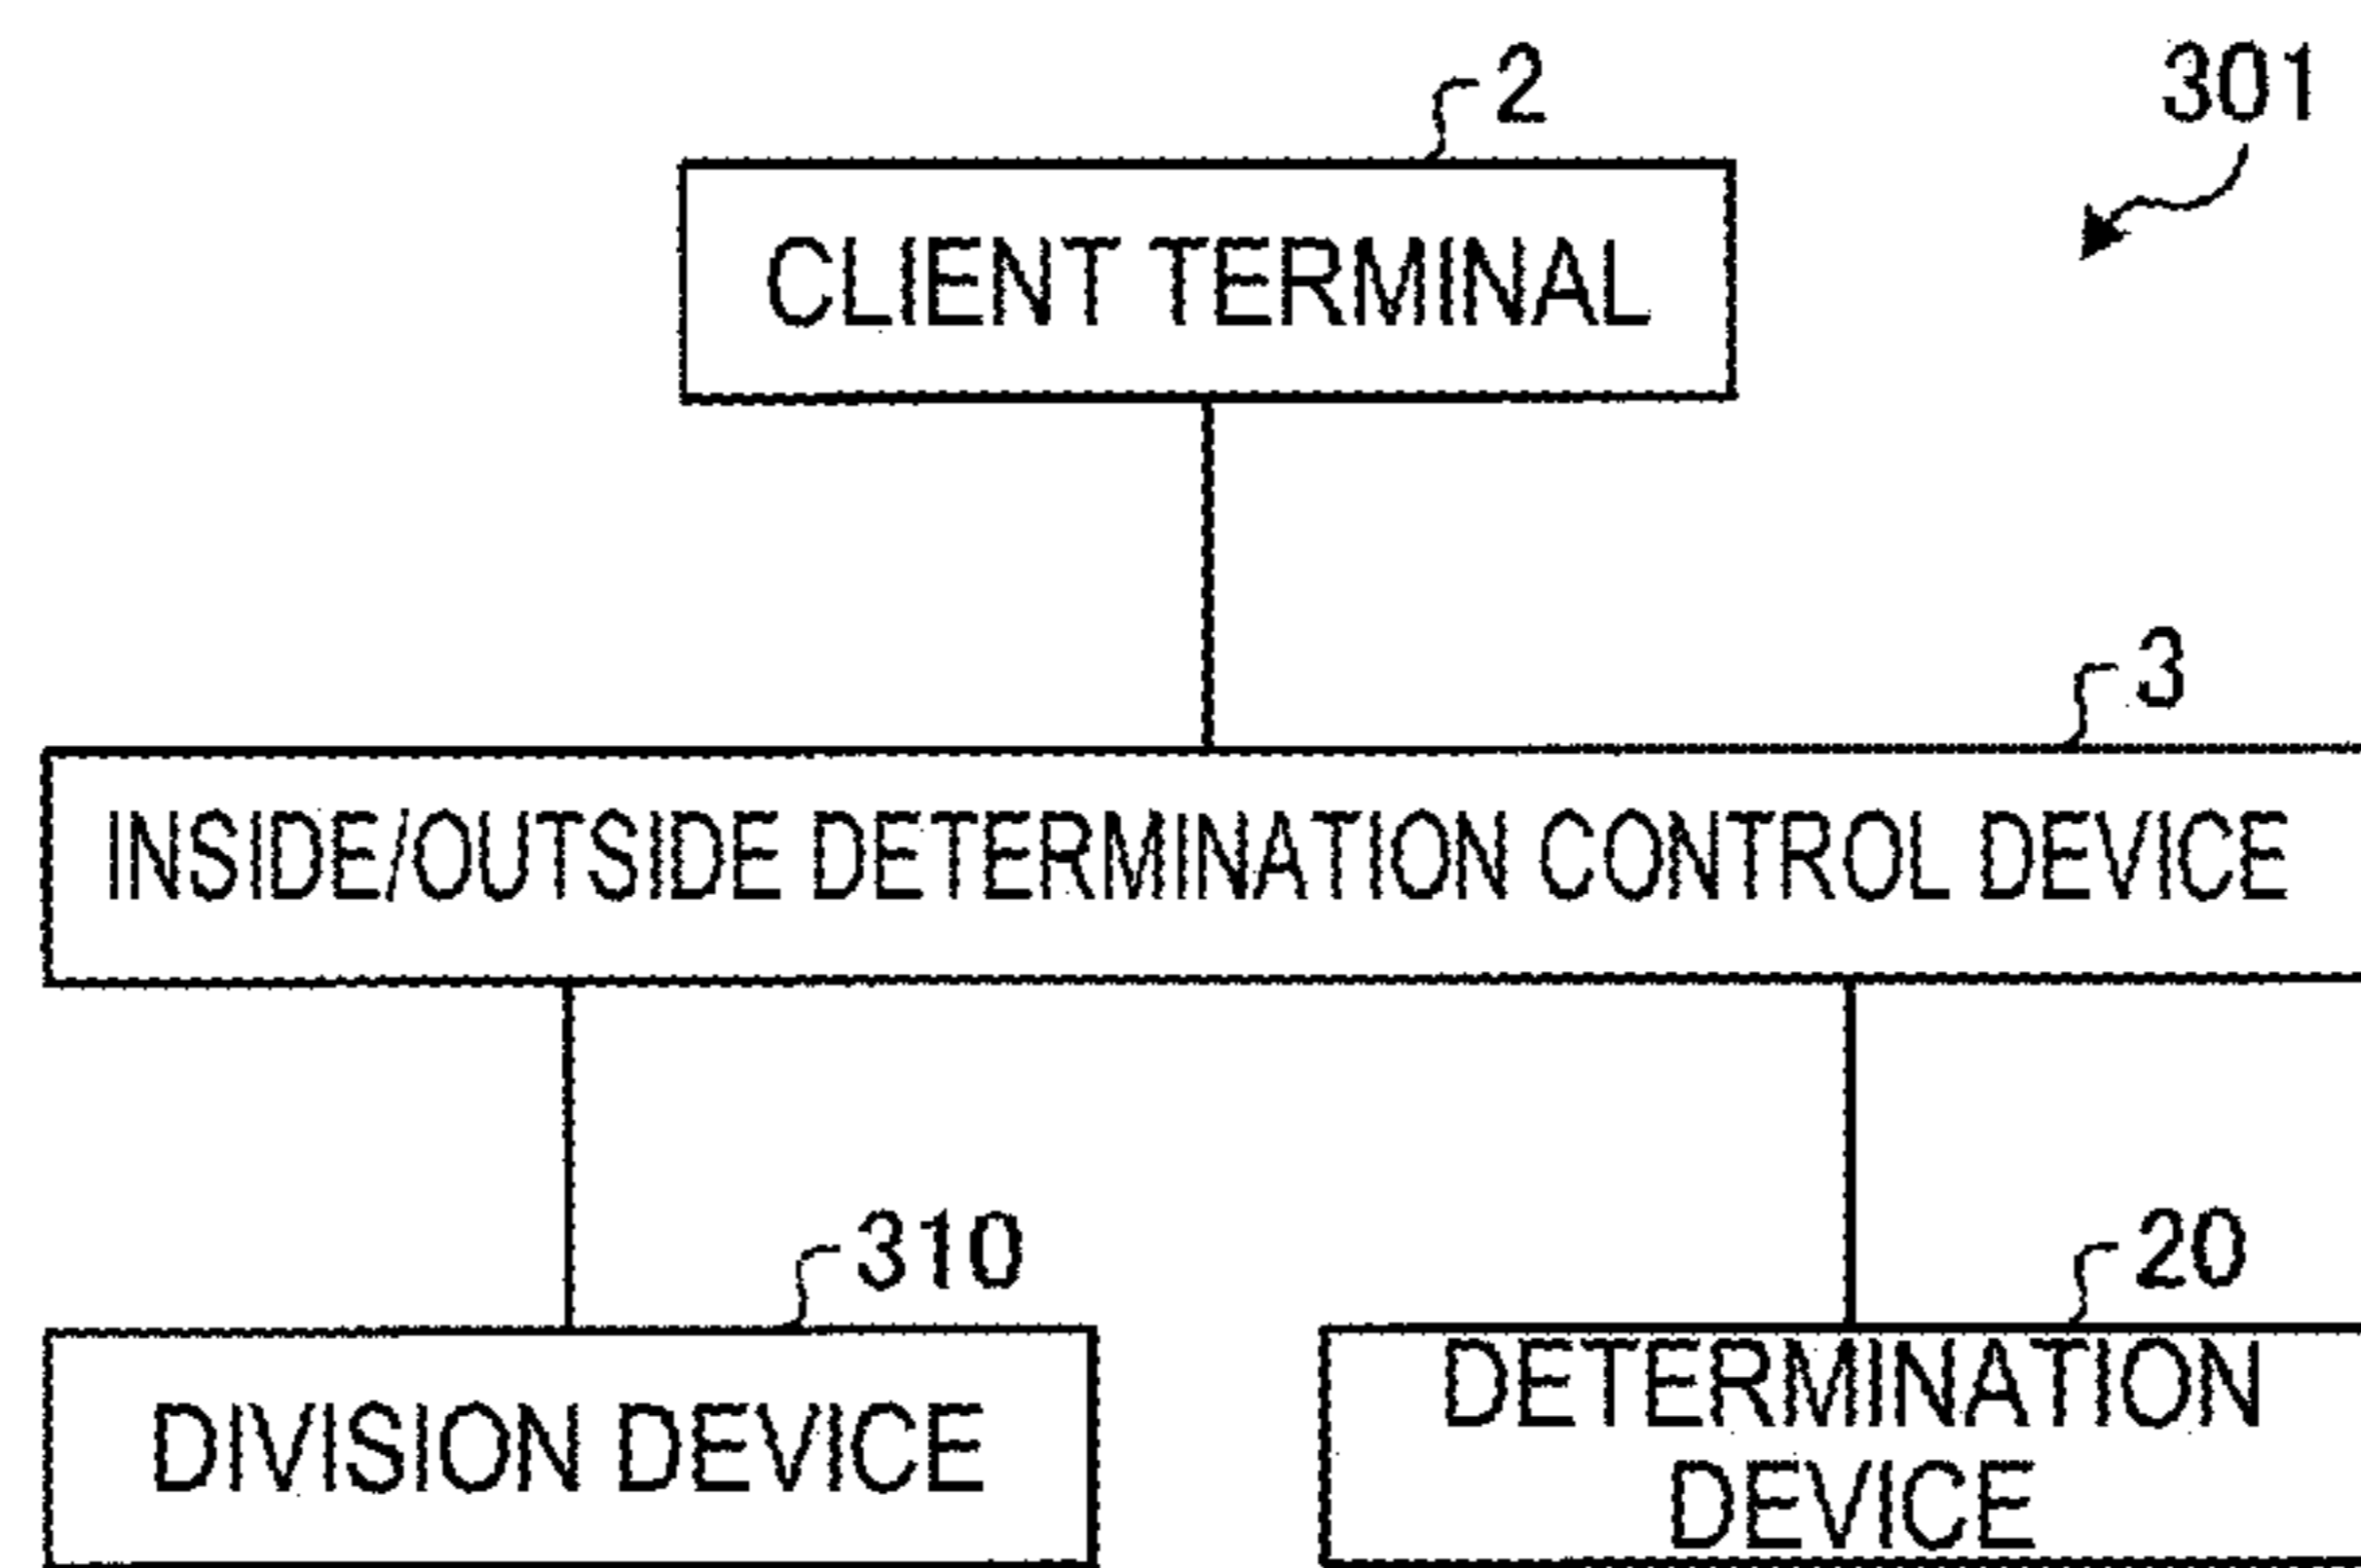 301
2
CLIENT TERMINAL
3
INSIDE/OUTSIDE DETERMINATION CONTROL DEVICE
310
20
DIVISION DEVICE
DETERMINATION
DEVICE